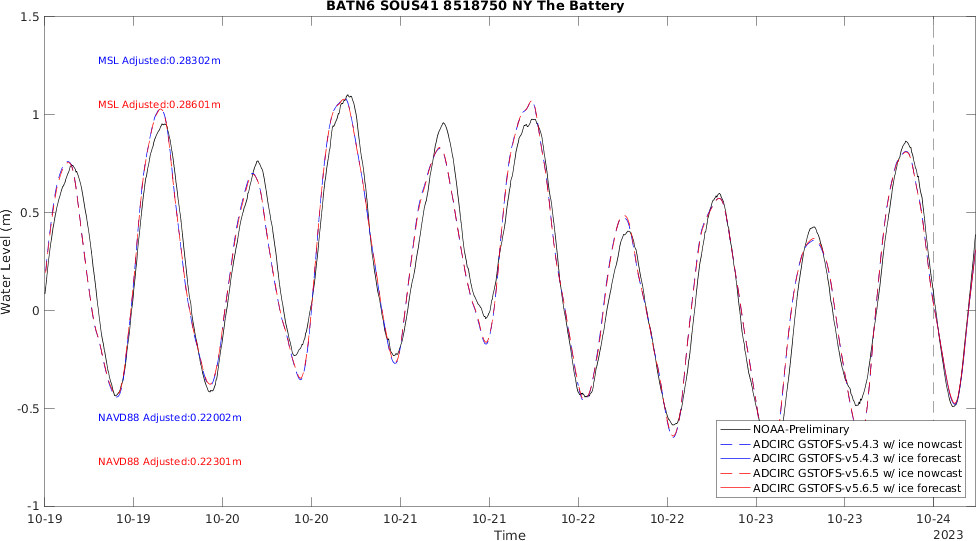 BATN6 SOUS41 8518750 NY The Battery
1.5
MSL Adjusted:0.28302m
MSL Adjusted:0.28601m
1
0.5
Water Level (m)
0
-0.5
NAVD88 Adjusted:0.22002m
NAVD88 Adjusted:0.22301m
NOAA-Preliminary
ADCIRC GSTOFS-v5.4.3 w/ ice nowcast
ADCIRC GSTOFS-v5.4.3 w/ ice forecast
ADCIRC GSTOFS-v5.6.5 w/ ice nowcast
ADCIRC GSTOFS-v5.6.5 w/ ice forecast
-1
10-19 10-19 10-20 10-20 10-21 10-21 10-22 10-22 10-23 10-23 10-24
Time 2023